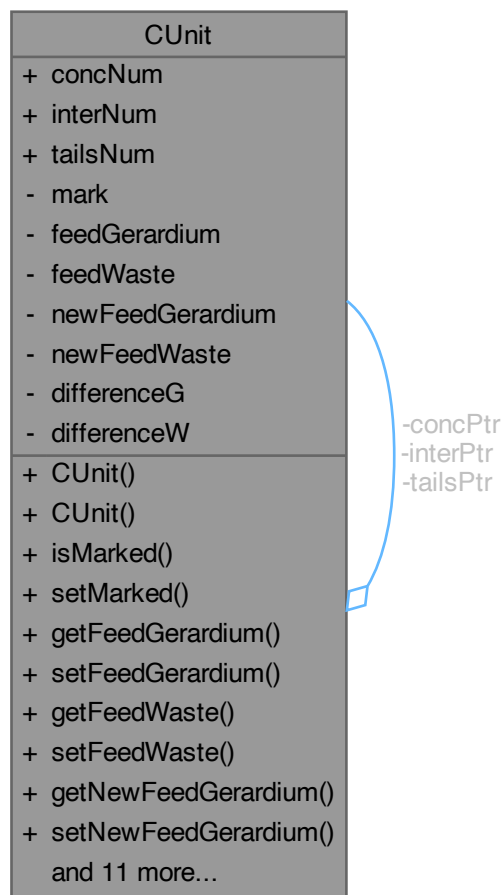 CUnit
+ concNum
+ interNum
+ tailsNum
- mark
- feedGerardium
- feedWaste
- newFeedGerardium
- newFeedWaste
- differenceG
- differenceW
+ CUnit()
+ CUnit()
+ isMarked()
+ setMarked()
+ getFeedGerardium()
+ setFeedGerardium()
+ getFeedWaste()
+ setFeedWaste()
+ getNewFeedGerardium()
+ setNewFeedGerardium()
and 11 more...
-concPtr
-interPtr
-tailsPtr